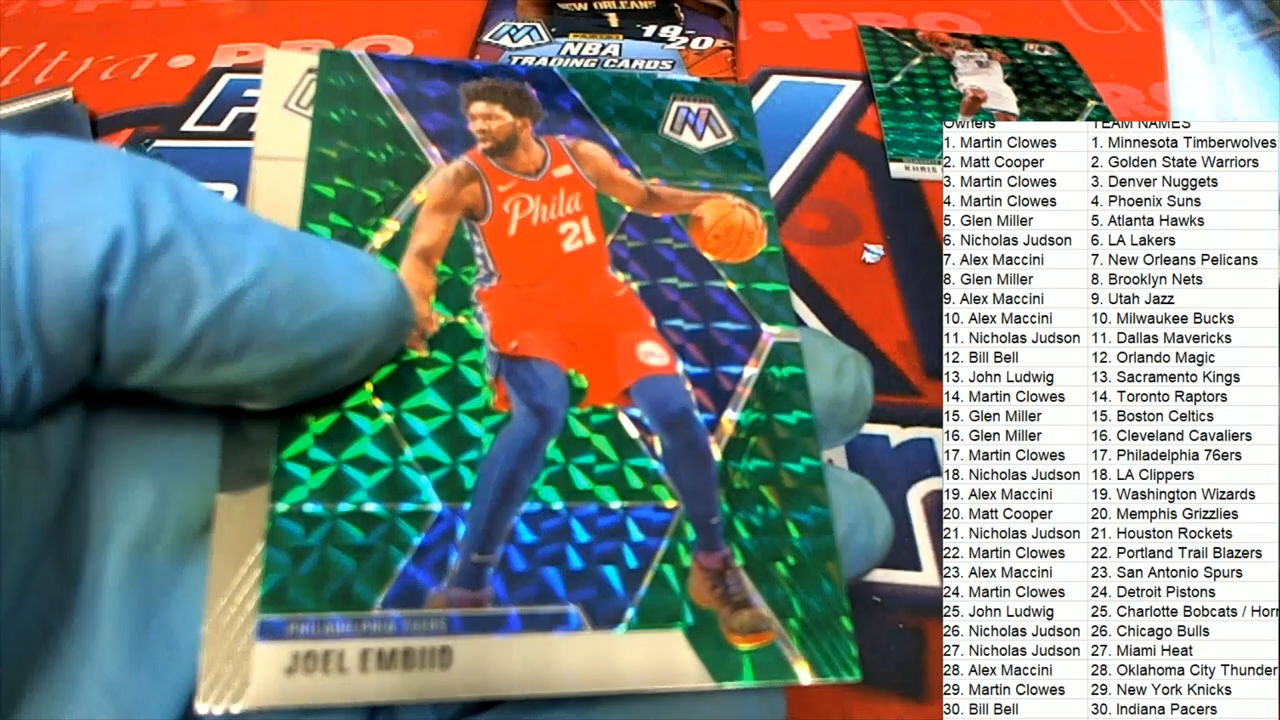 NEW ORLEANS
1
PANINI
19-20
NBA
TRADING CARDS
Ultra•PRO
Phila
21
PHILADELPHIA 76ERS
JOEL EMBIID
KHRIS
Owners TEAM NAMES
1. Martin Clowes 1. Minnesota Timberwolves
2. Matt Cooper 2. Golden State Warriors
3. Martin Clowes 3. Denver Nuggets
4. Martin Clowes 4. Phoenix Suns
5. Glen Miller 5. Atlanta Hawks
6. Nicholas Judson 6. LA Lakers
7. Alex Maccini 7. New Orleans Pelicans
8. Glen Miller 8. Brooklyn Nets
9. Alex Maccini 9. Utah Jazz
10. Alex Maccini 10. Milwaukee Bucks
11. Nicholas Judson 11. Dallas Mavericks
12. Bill Bell 12. Orlando Magic
13. John Ludwig 13. Sacramento Kings
14. Martin Clowes 14. Toronto Raptors
15. Glen Miller 15. Boston Celtics
16. Glen Miller 16. Cleveland Cavaliers
17. Martin Clowes 17. Philadelphia 76ers
18. Nicholas Judson 18. LA Clippers
19. Alex Maccini 19. Washington Wizards
20. Matt Cooper 20. Memphis Grizzlies
21. Nicholas Judson 21. Houston Rockets
22. Martin Clowes 22. Portland Trail Blazers
23. Alex Maccini 23. San Antonio Spurs
24. Martin Clowes 24. Detroit Pistons
25. John Ludwig 25. Charlotte Bobcats / Horn
26. Nicholas Judson 26. Chicago Bulls
27. Nicholas Judson 27. Miami Heat
28. Alex Maccini 28. Oklahoma City Thunder
29. Martin Clowes 29. New York Knicks
30. Bill Bell 30. Indiana Pacers